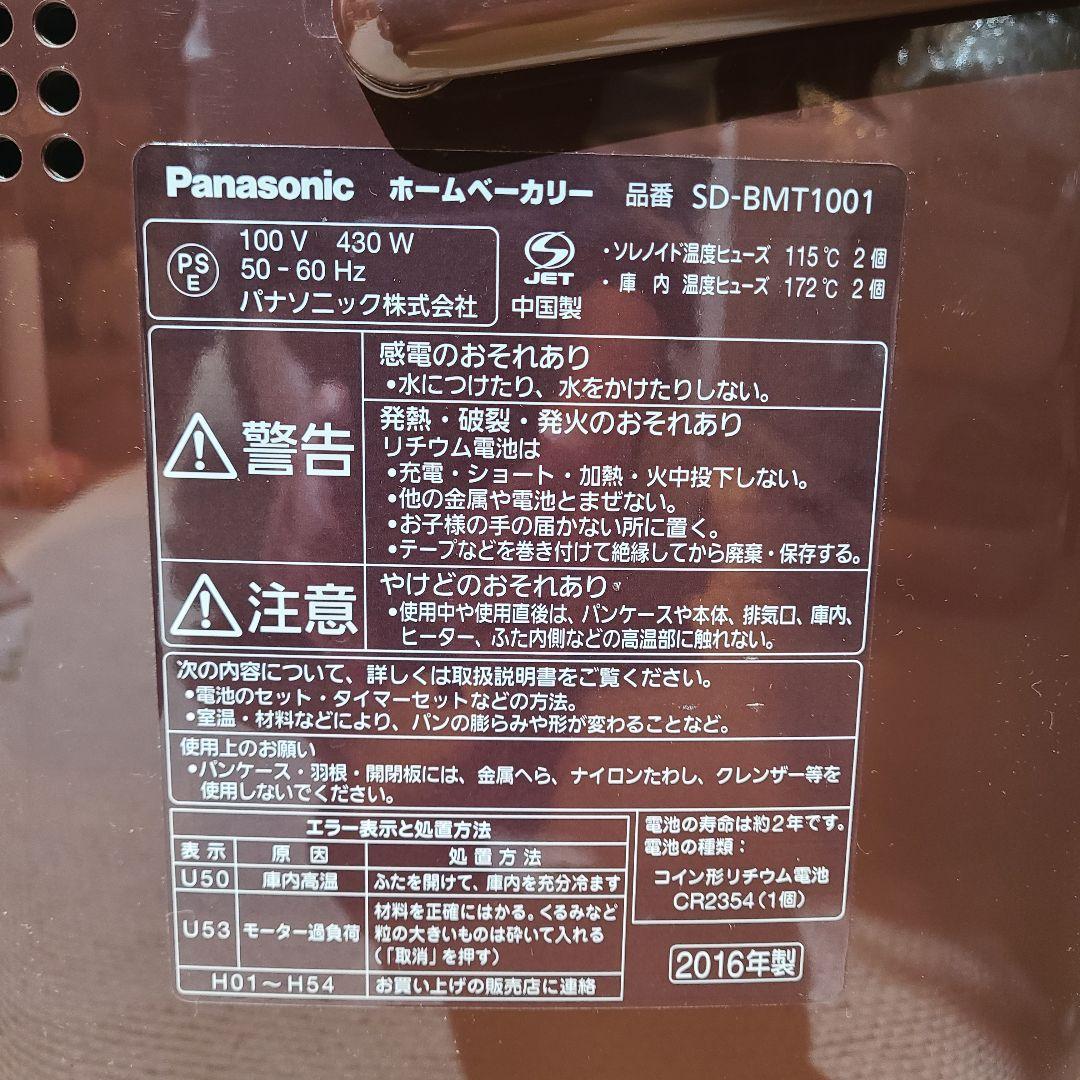 Panasonic ホームベーカリー 品番 SD-BMT1001
PS
E
100 V 430 W
50 - 60 Hz
パナソニック株式会社
JET
中国製
・ソレノイド温度ヒューズ 115℃ 2個
・庫 内 温度ヒューズ 172℃ 2個
警告
感電のおそれあり
•水につけたり、水をかけたりしない。
発熱・破裂・発火のおそれあり
リチウム電池は
•充電・ショート・加熱・火中投下しない。
•他の金属や電池とまぜない。
•お子様の手の届かない所に置く。
•テープなどを巻き付けて絶縁してから廃棄・保存する。
注意
やけどのおそれあり
•使用中や使用直後は、パンケースや本体、排気口、庫内、
ヒーター、ふた内側などの高温部に触れない。
次の内容について、詳しくは取扱説明書をご覧ください。
•電池のセット・タイマーセットなどの方法。
•室温・材料などにより、パンの膨らみや形が変わることなど。
使用上のお願い
•パンケース・羽根・開閉板には、金属へら、ナイロンたわし、クレンザー等を
使用しないでください。
エラー表示と処置方法
表示 原因 処置方法
U50 庫内高温 ふたを開けて、庫内を充分冷ます
U53 モーター過負荷 材料を正確にはかる。くるみなど
粒の大きいものは砕いて入れる
(「取消」を押す)
H01～H54 お買い上げの販売店に連絡
電池の寿命は約2年です。
電池の種類：
コイン形リチウム電池
CR2354(1個)
2016年製